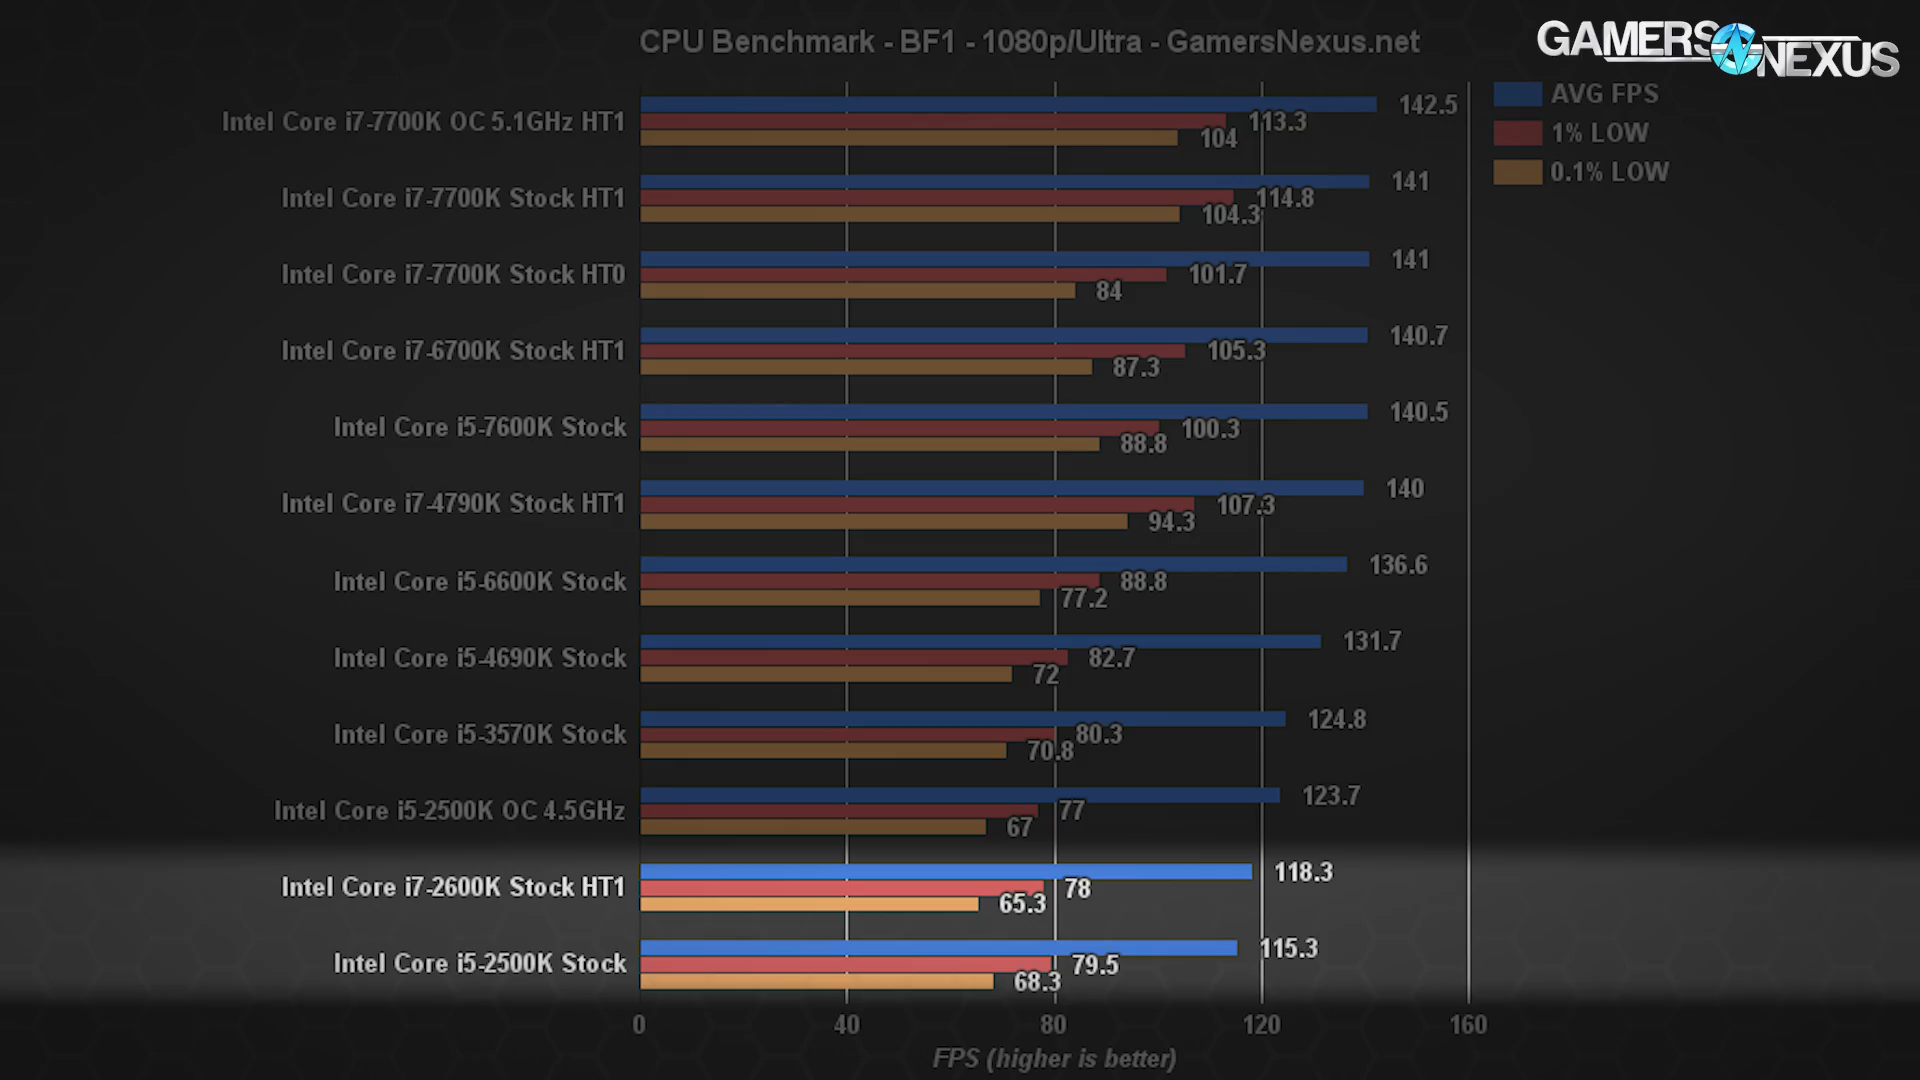 CPU Benchmark - BF1 - 1080p/Ultra - GamersNexus.net
GAMERS NEXUS
AVG FPS
1% LOW
0.1% LOW
Intel Core i7-7700K OC 5.1GHz HT1
142.5
113.3
104
Intel Core i7-7700K Stock HT1
141
114.8
104.3
Intel Core i7-7700K Stock HT0
141
101.7
84
Intel Core i7-6700K Stock HT1
140.7
105.3
87.3
Intel Core i5-7600K Stock
140.5
100.3
88.8
Intel Core i7-4790K Stock HT1
140
107.3
94.3
Intel Core i5-6600K Stock
136.6
88.8
77.2
Intel Core i5-4690K Stock
131.7
82.7
72
Intel Core i5-3570K Stock
124.8
80.3
70.8
Intel Core i5-2500K OC 4.5GHz
123.7
77
67
Intel Core i7-2600K Stock HT1
118.3
78
65.3
Intel Core i5-2500K Stock
115.3
79.5
68.3
0 40 80 120 160
FPS (higher is better)